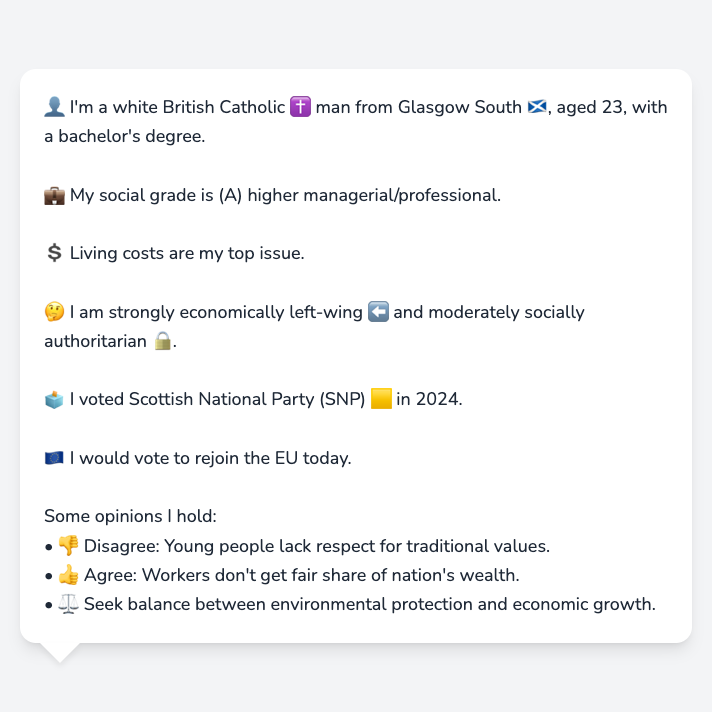 👤 I'm a white British Catholic ✝️ man from Glasgow South 🏴󠁧󠁢󠁳󠁣󠁴󠁿, aged 23, with
a bachelor's degree.
💼 My social grade is (A) higher managerial/professional.
💲 Living costs are my top issue.
🤔 I am strongly economically left-wing ⬅️ and moderately socially
authoritarian 🔒.
🗳️ I voted Scottish National Party (SNP) 🟨 in 2024.
🇪🇺 I would vote to rejoin the EU today.
Some opinions I hold:
• 👎 Disagree: Young people lack respect for traditional values.
• 👍 Agree: Workers don't get fair share of nation's wealth.
• ⚖️ Seek balance between environmental protection and economic growth.